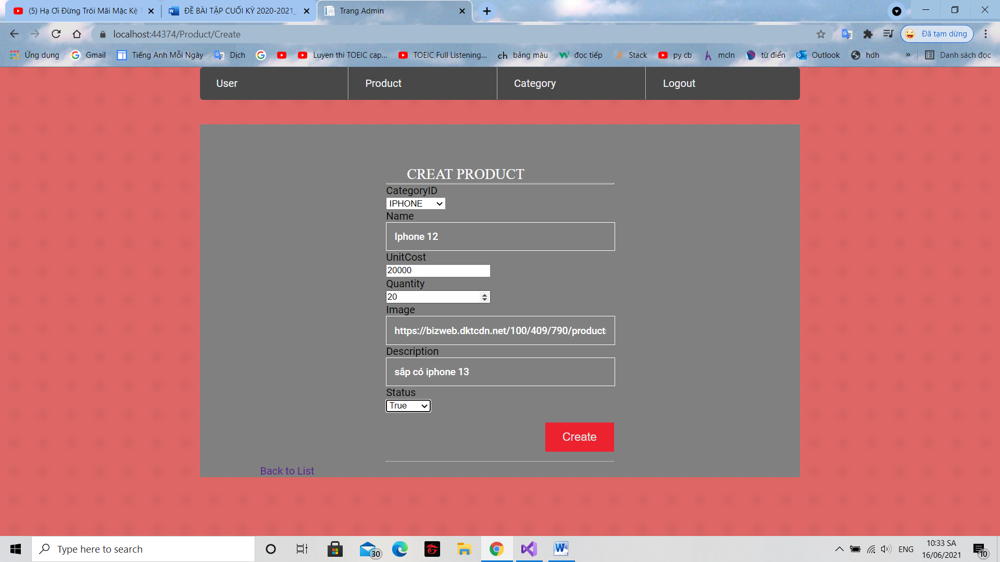 (5) Hạ Ơi Đừng Trôi Mãi Mặc Kệ
ĐỀ BÀI TẬP CUỐI KỲ 2020-2021_
Trang Admin
localhost:44374/Product/Create
Đã tạm dừng
Ứng dụng
Gmail
Tiếng Anh Mỗi Ngày
Dịch
Luyen thi TOEIC cap...
TOEIC Full Listening...
ch bảng màu
đọc tiếp
Stack
py cb
mcln
từ điển
Outlook
hdh
»
Danh sách đọc
User
Product
Category
Logout
CREAT PRODUCT
CategoryID
IPHONE
Name
Iphone 12
UnitCost
20000
Quantity
20
Image
https://bizweb.dktcdn.net/100/409/790/product
Description
sắp có iphone 13
Status
True
Create
Back to List
Type here to search
30
ENG
10:33 SA
16/06/2021
10